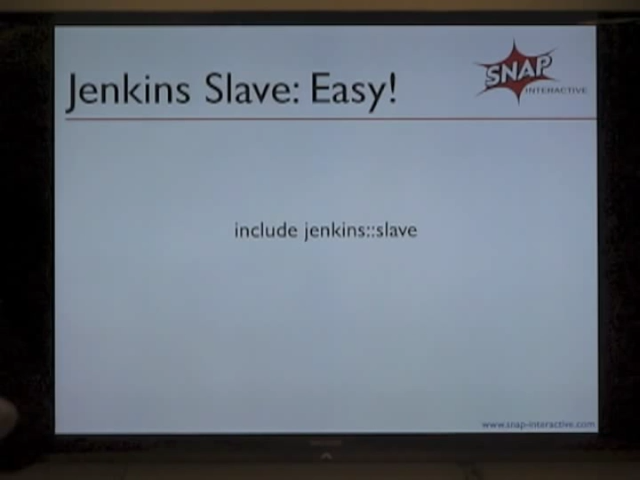 Jenkins Slave: Easy!
SNAP
INTERACTIVE
include jenkins::slave
www.snap-interactive.com